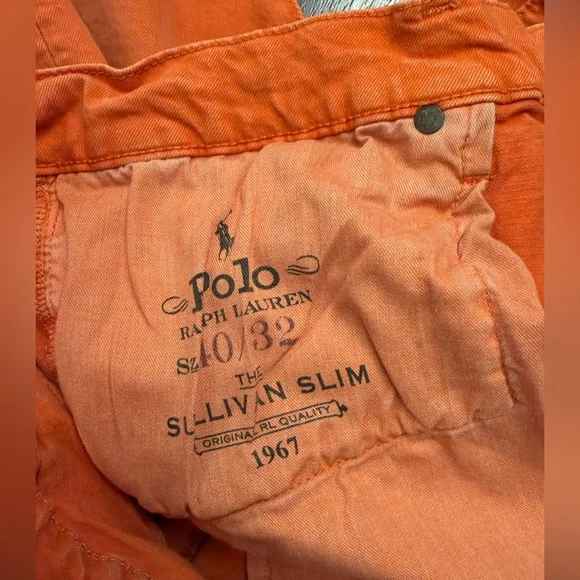 Polo
RALPH LAUREN
Sz 40/32
THE
SULLIVAN SLIM
ORIGINAL RL QUALITY
1967